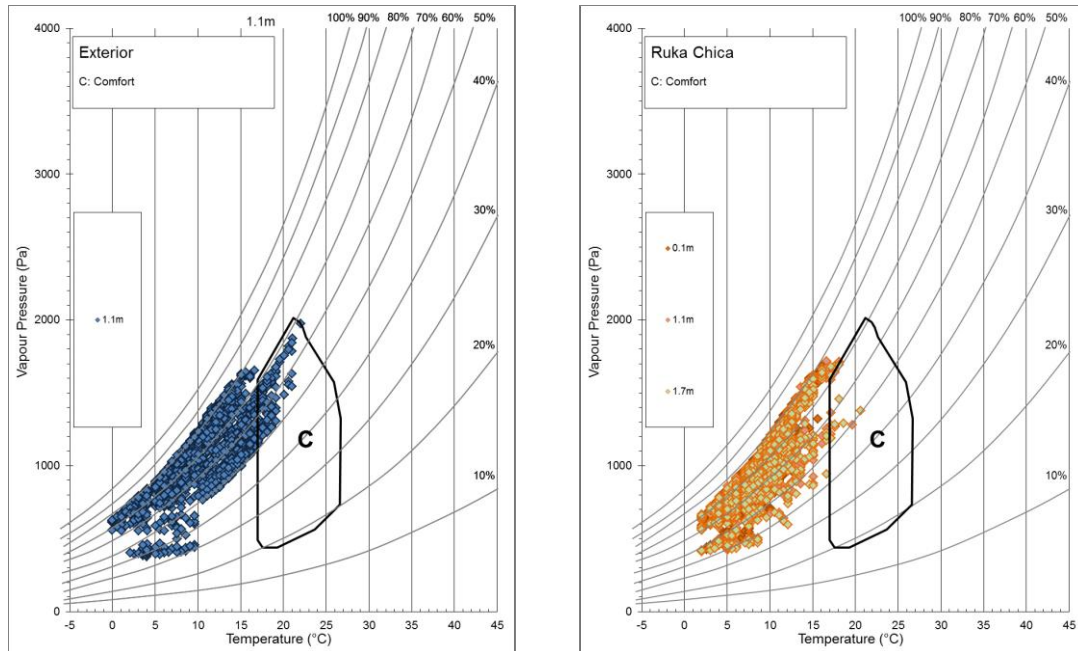 1.1m
100% 90% 80% 70% 60% 50%
4000
Exterior
C: Comfort
40%
3000
30%
1.1m
2000
20%
C
1000
10%
0
-5 0 5 10 15 20 25 30 35 40 45
Vapour Pressure (Pa)
Temperature (°C)
100% 90% 80% 70% 60% 50%
4000
Ruka Chica
C: Comfort
40%
3000
30%
0.1m
1.1m
2000
20%
1.7m
C
1000
10%
0
-5 0 5 10 15 20 25 30 35 40 45
Vapour Pressure (Pa)
Temperature (°C)